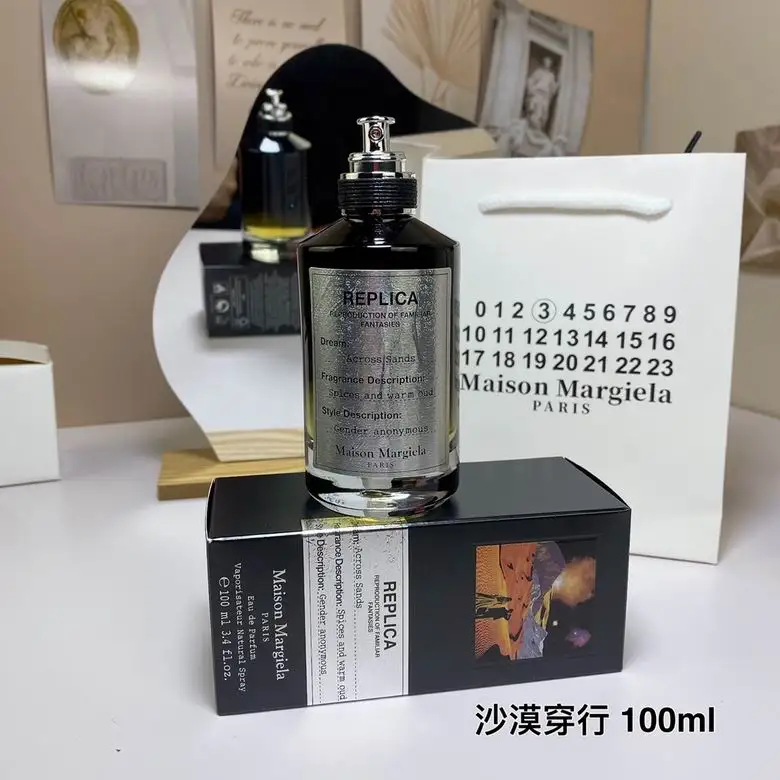 There is no
REPLICA
REPRODUCTION OF FAMILIAR
FANTASIES
Dream:
Across Sands
Fragrance Description:
Spices and warm oud
Style Description:
Gender anonymous
Maison Margiela
PARIS
0 1 2 3 4 5 6 7 8 9
10 11 12 13 14 15 16
17 18 19 20 21 22 23
Maison Margiela
PARIS
Maison Margiela
PARIS
Eau de Parfum
Vaporisateur Natural Spray
℮ 100 ml 3.4 fl.oz.
REPLICA
REPRODUCTION OF FAMILIAR
FANTASIES
Across Sands
Description: Spices and warm oud
Description: Gender anonymous
沙漠穿行 100ml